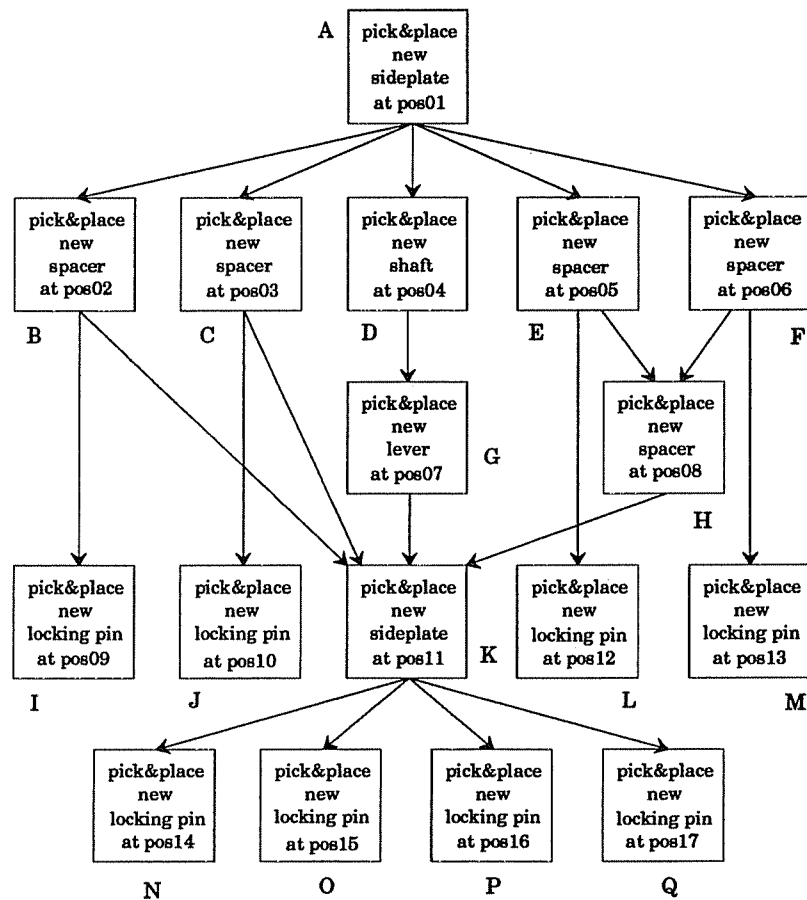 A
pick&place
new
sideplate
at pos01
pick&place
new
spacer
at pos02
B
pick&place
new
spacer
at pos03
C
pick&place
new
shaft
at pos04
D
pick&place
new
spacer
at pos05
E
pick&place
new
spacer
at pos06
F
pick&place
new
lever
at pos07
G
pick&place
new
spacer
at pos08
H
pick&place
new
locking pin
at pos09
I
pick&place
new
locking pin
at pos10
J
pick&place
new
sideplate
at pos11
K
pick&place
new
locking pin
at pos12
L
pick&place
new
locking pin
at pos13
M
pick&place
new
locking pin
at pos14
N
pick&place
new
locking pin
at pos15
O
pick&place
new
locking pin
at pos16
P
pick&place
new
locking pin
at pos17
Q